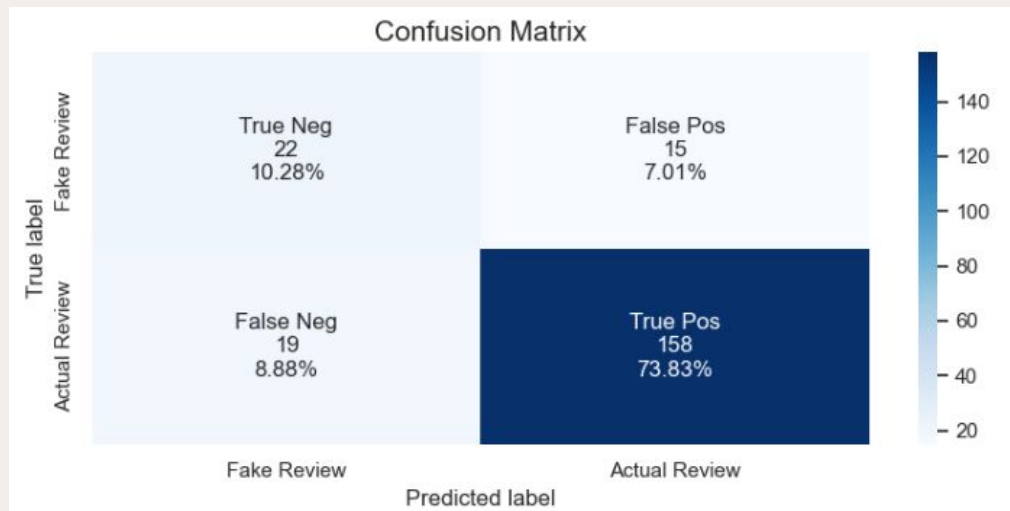 Confusion Matrix
True label
Fake Review
Actual Review
True Neg
22
10.28%
False Pos
15
7.01%
False Neg
19
8.88%
True Pos
158
73.83%
Fake Review
Actual Review
Predicted label
140
120
100
80
60
40
20